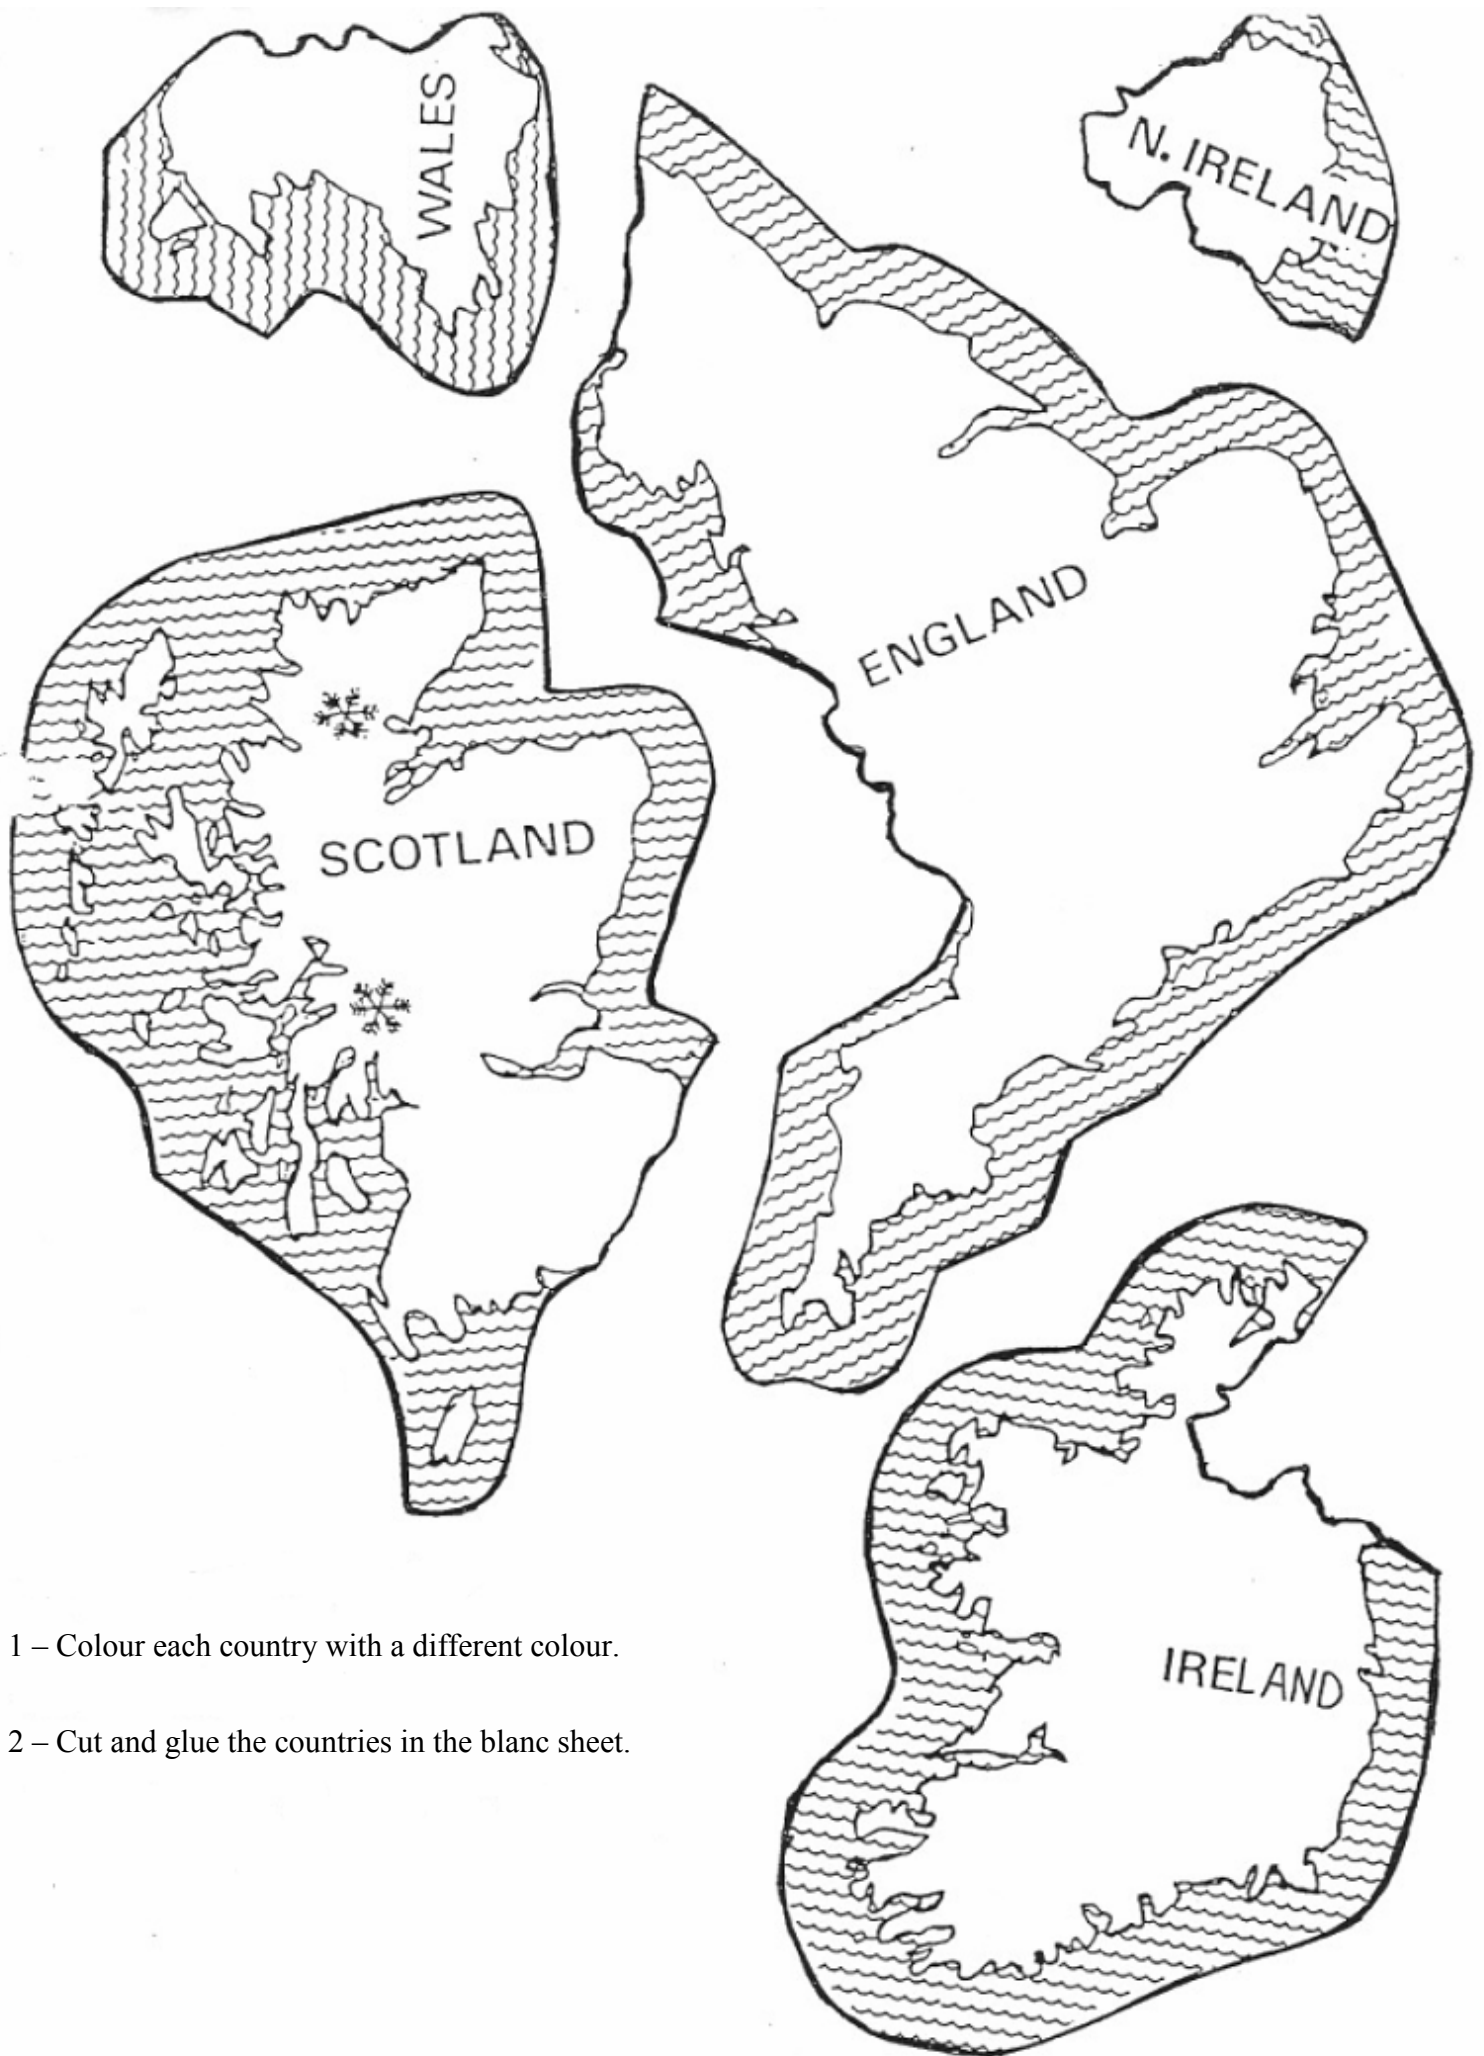 WALES
N. IRELAND
ENGLAND
SCOTLAND
IRELAND
1 – Colour each country with a different colour.
2 – Cut and glue the countries in the blanc sheet.